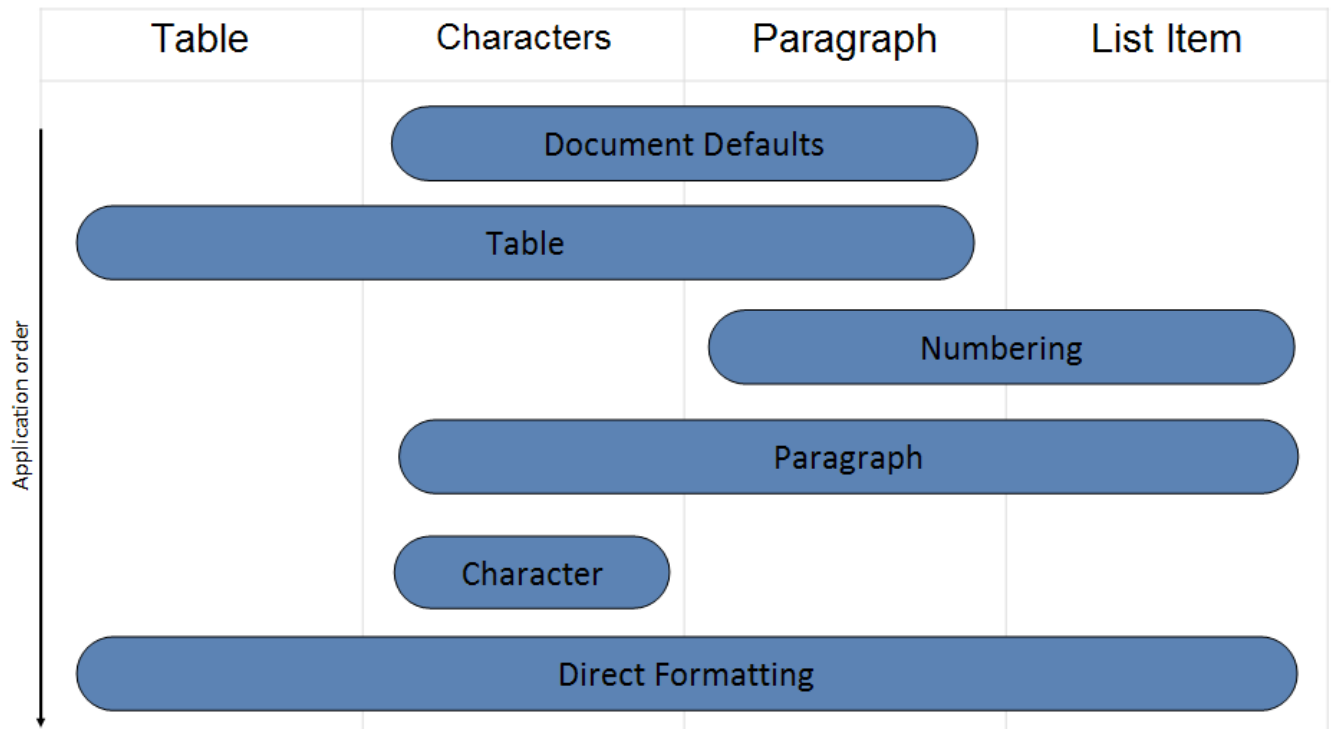 Table
Characters
Paragraph
List Item
Application order
Document Defaults
Table
Numbering
Paragraph
Character
Direct Formatting